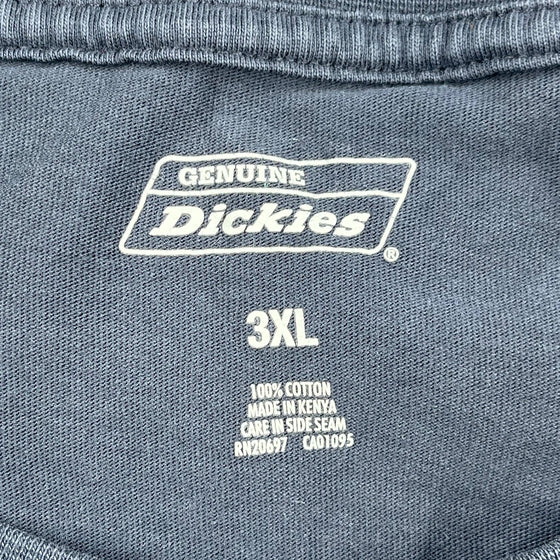 GENUINE
Dickies®
3XL
100% COTTON
MADE IN KENYA
CARE IN SIDE SEAM
RN20697 CA01095